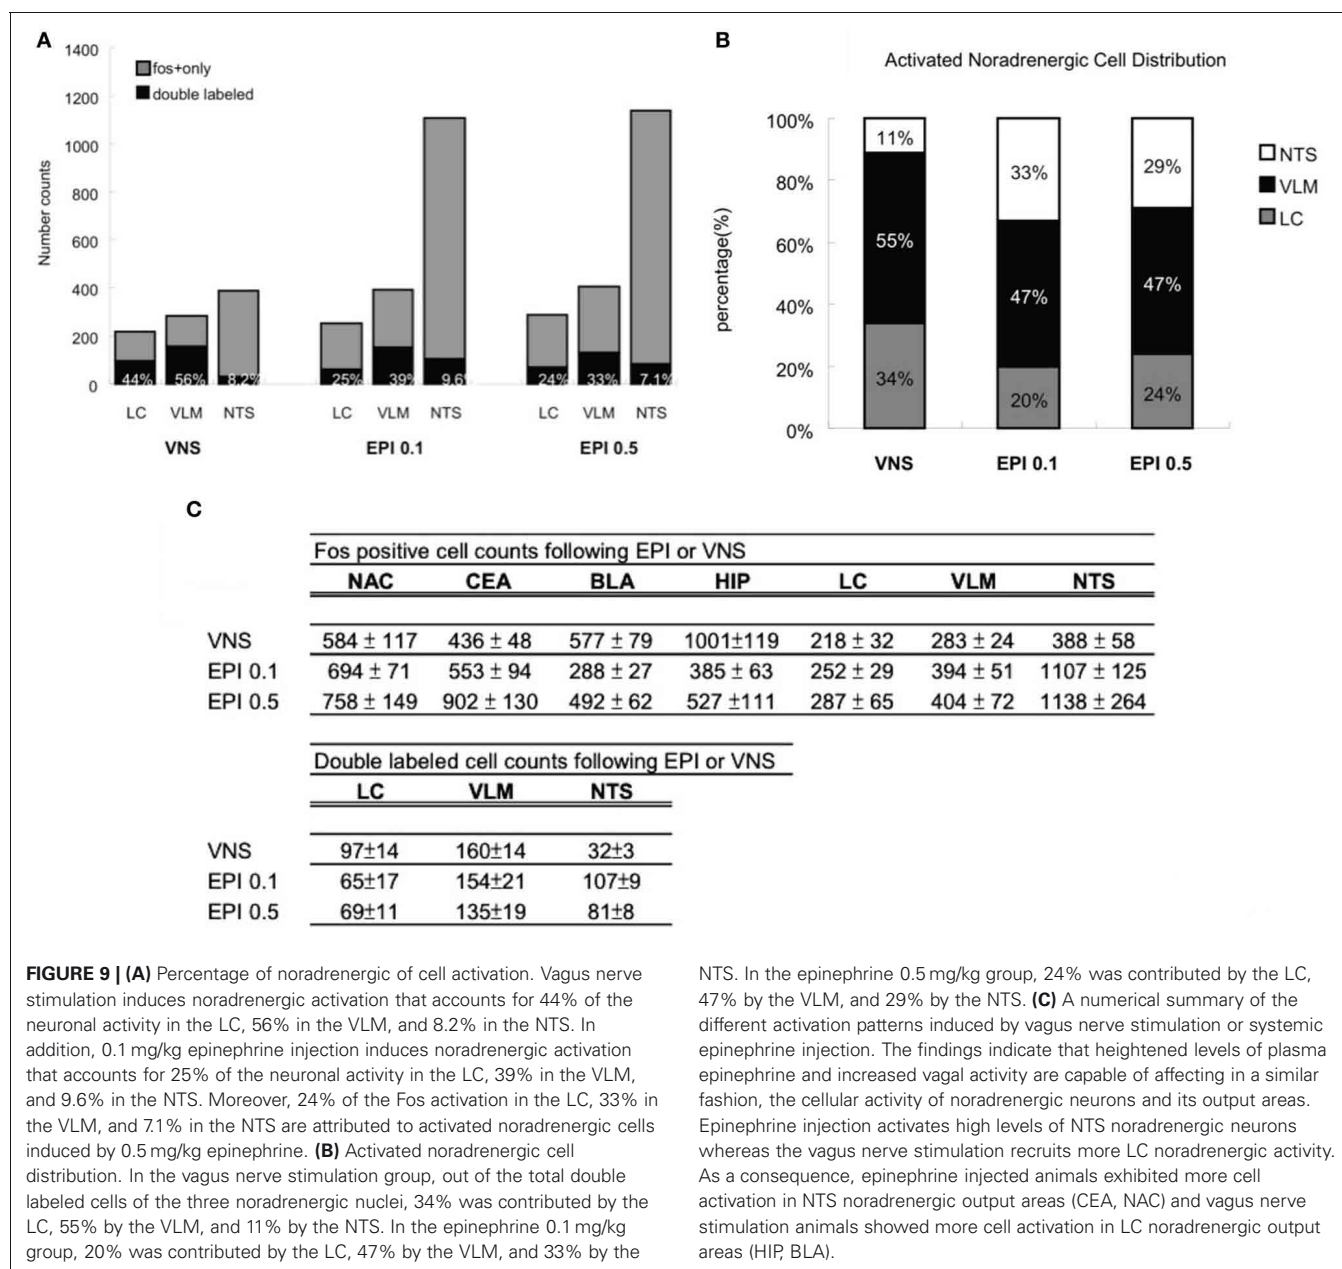 A
1400
1200
1000
800
600
400
200
0
Number counts
fos+only
double labeled
44% 56% 8.2% 25% 39% 9.6% 24% 33% 7.1%
LC VLM NTS LC VLM NTS LC VLM NTS
VNS EPI 0.1 EPI 0.5
B
Activated Noradrenergic Cell Distribution
100%
80%
60%
40%
20%
0%
percentage(%)
11% 33% 29%
55% 47% 47%
34% 20% 24%
VNS EPI 0.1 EPI 0.5
NTS
VLM
LC
C
Fos positive cell counts following EPI or VNS
NAC CEA BLA HIP LC VLM NTS
VNS 584 ± 117 436 ± 48 577 ± 79 1001±119 218 ± 32 283 ± 24 388 ± 58
EPI 0.1 694 ± 71 553 ± 94 288 ± 27 385 ± 63 252 ± 29 394 ± 51 1107 ± 125
EPI 0.5 758 ± 149 902 ± 130 492 ± 62 527 ±111 287 ± 65 404 ± 72 1138 ± 264
Double labeled cell counts following EPI or VNS
LC VLM NTS
VNS 97±14 160±14 32±3
EPI 0.1 65±17 154±21 107±9
EPI 0.5 69±11 135±19 81±8
FIGURE 9 | (A) Percentage of noradrenergic of cell activation. Vagus nerve
stimulation induces noradrenergic activation that accounts for 44% of the
neuronal activity in the LC, 56% in the VLM, and 8.2% in the NTS. In
addition, 0.1 mg/kg epinephrine injection induces noradrenergic activation
that accounts for 25% of the neuronal activity in the LC, 39% in the VLM,
and 9.6% in the NTS. Moreover, 24% of the Fos activation in the LC, 33% in
the VLM, and 7.1% in the NTS are attributed to activated noradrenergic cells
induced by 0.5 mg/kg epinephrine. (B) Activated noradrenergic cell
distribution. In the vagus nerve stimulation group, out of the total double
labeled cells of the three noradrenergic nuclei, 34% was contributed by the
LC, 55% by the VLM, and 11% by the NTS. In the epinephrine 0.1 mg/kg
group, 20% was contributed by the LC, 47% by the VLM, and 33% by the
NTS. In the epinephrine 0.5 mg/kg group, 24% was contributed by the LC,
47% by the VLM, and 29% by the NTS. (C) A numerical summary of the
different activation patterns induced by vagus nerve stimulation or systemic
epinephrine injection. The findings indicate that heightened levels of plasma
epinephrine and increased vagal activity are capable of affecting in a similar
fashion, the cellular activity of noradrenergic neurons and its output areas.
Epinephrine injection activates high levels of NTS noradrenergic neurons
whereas the vagus nerve stimulation recruits more LC noradrenergic activity.
As a consequence, epinephrine injected animals exhibited more cell
activation in NTS noradrenergic output areas (CEA, NAC) and vagus nerve
stimulation animals showed more cell activation in LC noradrenergic output
areas (HIP, BLA).